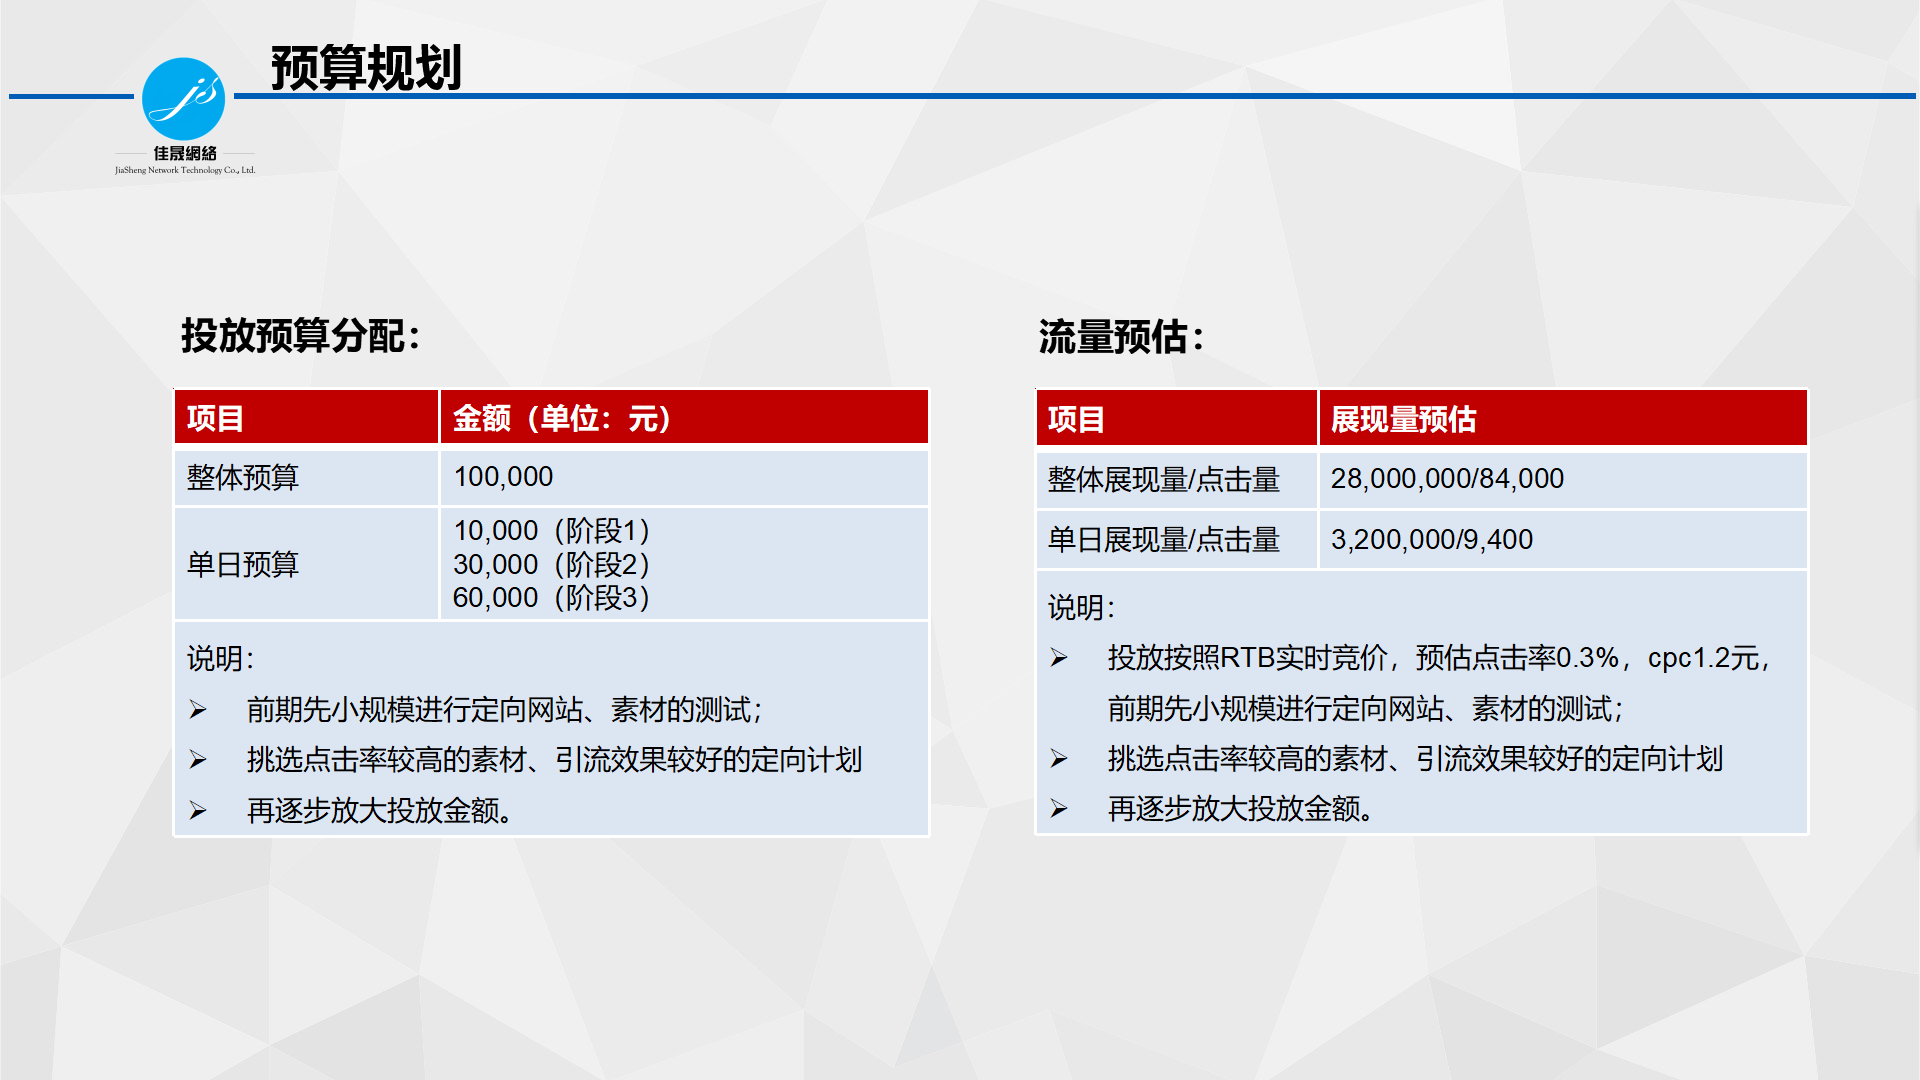 预算规划
佳晟網絡
JiaSheng Network Technology Co., Ltd.
投放预算分配：
项目 金额（单位：元）
整体预算 100,000
单日预算 10,000（阶段1）
30,000（阶段2）
60,000（阶段3）
说明：
前期先小规模进行定向网站、素材的测试；
挑选点击率较高的素材、引流效果较好的定向计划
再逐步放大投放金额。
流量预估：
项目 展现量预估
整体展现量/点击量 28,000,000/84,000
单日展现量/点击量 3,200,000/9,400
说明：
投放按照RTB实时竞价，预估点击率0.3%，cpc1.2元，
前期先小规模进行定向网站、素材的测试；
挑选点击率较高的素材、引流效果较好的定向计划
再逐步放大投放金额。